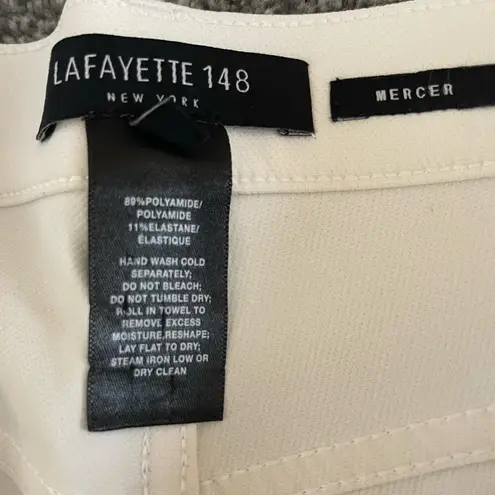 LAFAYETTE 148
NEW YORK
MERCER
89%POLYAMIDE/
POLYAMIDE
11%ELASTANE/
ÉLASTIQUE
HAND WASH COLD
SEPARATELY;
DO NOT BLEACH;
DO NOT TUMBLE DRY;
ROLL IN TOWEL TO
REMOVE EXCESS
MOISTURE,RESHAPE;
LAY FLAT TO DRY;
STEAM IRON LOW OR
DRY CLEAN